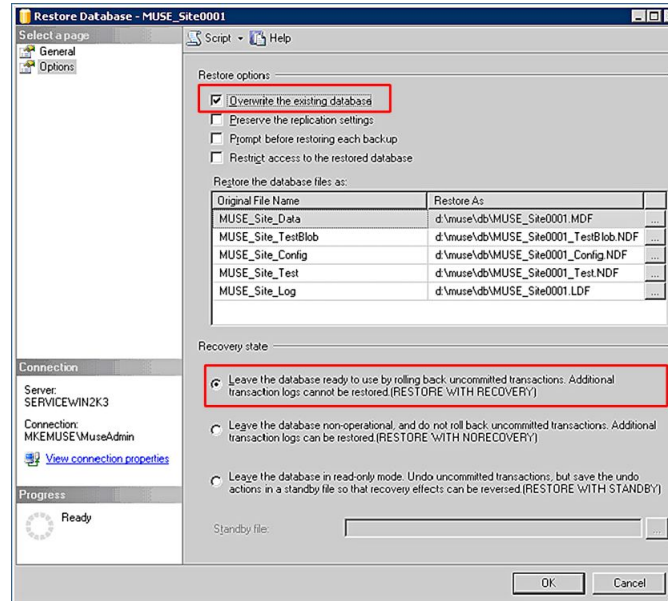 Restore Database - MUSE_Site0001
Select a page
General
Options
Script
Help
Restore options
Overwrite the existing database
Preserve the replication settings
Prompt before restoring each backup
Restrict access to the restored database
Restore the database files as:
Original File Name Restore As
MUSE_Site_Data d:\muse\db\MUSE_Site0001.MDF ...
MUSE_Site_TestBlob d:\muse\db\MUSE_Site0001_TestBlob.NDF ...
MUSE_Site_Config d:\muse\db\MUSE_Site0001_Config.NDF ...
MUSE_Site_Test d:\muse\db\MUSE_Site0001_Test.NDF ...
MUSE_Site_Log d:\muse\db\MUSE_Site0001.LDF ...
Recovery state
Leave the database ready to use by rolling back uncommitted transactions. Additional
transaction logs cannot be restored.(RESTORE WITH RECOVERY)
Leave the database non-operational, and do not roll back uncommitted transactions. Additional
transaction logs can be restored.(RESTORE WITH NORECOVERY)
Leave the database in read-only mode. Undo uncommitted transactions, but save the undo
actions in a standby file so that recovery effects can be reversed.(RESTORE WITH STANDBY)
Standby file:
...
Connection
Server:
SERVICEWIN2K3
Connection:
MKEMUSE\MuseAdmin
View connection properties
Progress
Ready
OK
Cancel